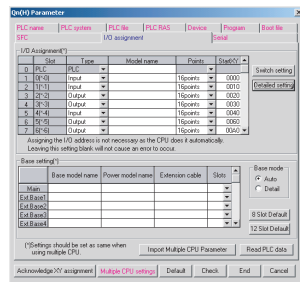 Qn(H) Parameter
PLC name PLC system PLC file PLC RAS Device Program Boot file
SFC I/O assignment Serial
I/O Assignment(*)
Slot Type Model name Points StartXY
0 PLC PLC
1 0(*-0) Input 16points 0000
2 1(*-1) Input 16points 0010
3 2(*-2) Output 16points 0020
4 3(*-3) Output 16points 0030
5 4(*-4) Input 16points 0040
6 5(*-5) Output 16points 0060
7 6(*-6) Output 16points 00A0
Switch setting
Detailed setting
Assigning the I/O address is not necessary as the CPU does it automatically.
Leaving this setting blank will not cause an error to occur.
Base setting(*)
Base model name Power model name Extension cable Slots
Main
Ext.Base1
Ext.Base2
Ext.Base3
Ext.Base4
Base mode
Auto
Detail
8 Slot Default
12 Slot Default
(*)Settings should be set as same when
using multiple CPU.
Import Multiple CPU Parameter Read PLC data
Acknowledge XY assignment Multiple CPU settings Default Check End Cancel